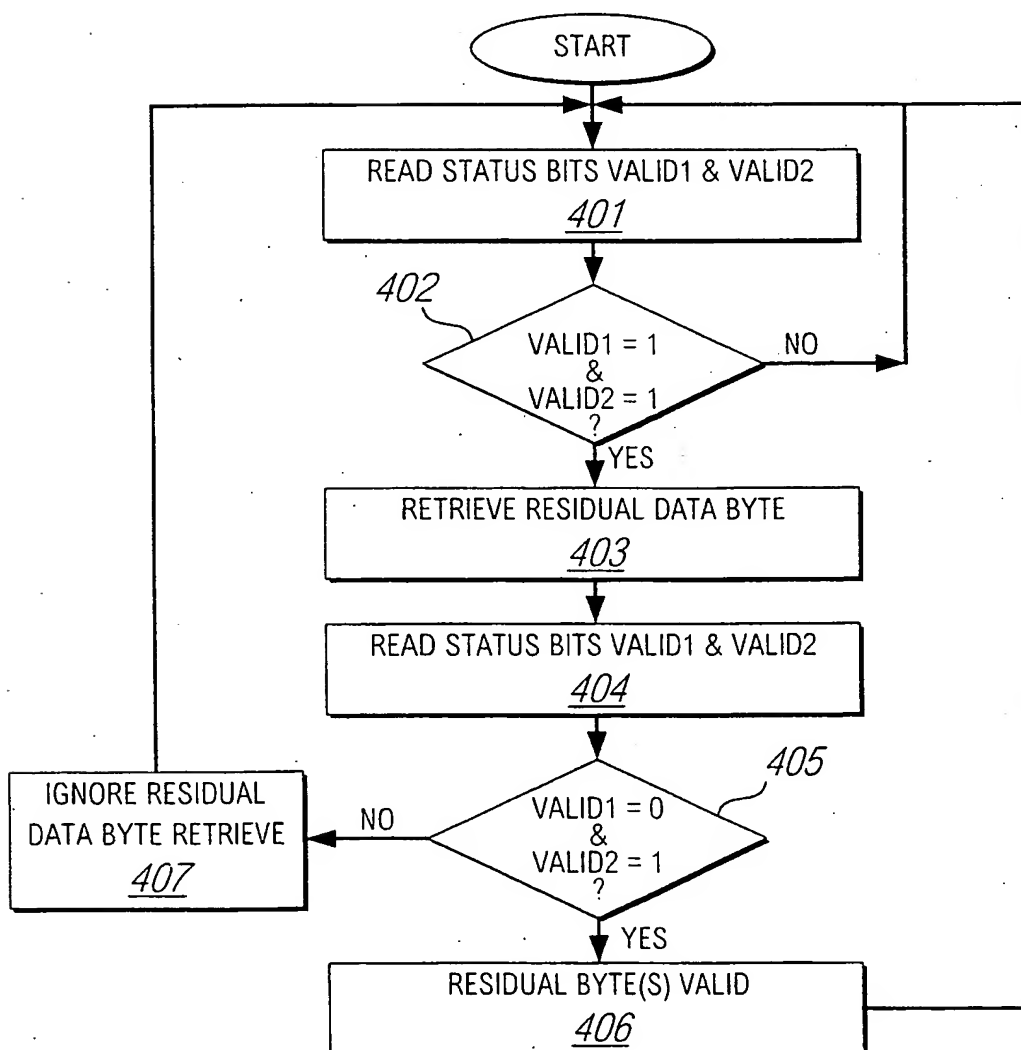 START
READ STATUS BITS VALID1 & VALID2
401
402
VALID1 = 1
&
VALID2 = 1
?
NO
YES
RETRIEVE RESIDUAL DATA BYTE
403
READ STATUS BITS VALID1 & VALID2
404
405
VALID1 = 0
&
VALID2 = 1
?
NO
IGNORE RESIDUAL
DATA BYTE RETRIEVE
407
YES
RESIDUAL BYTE(S) VALID
406